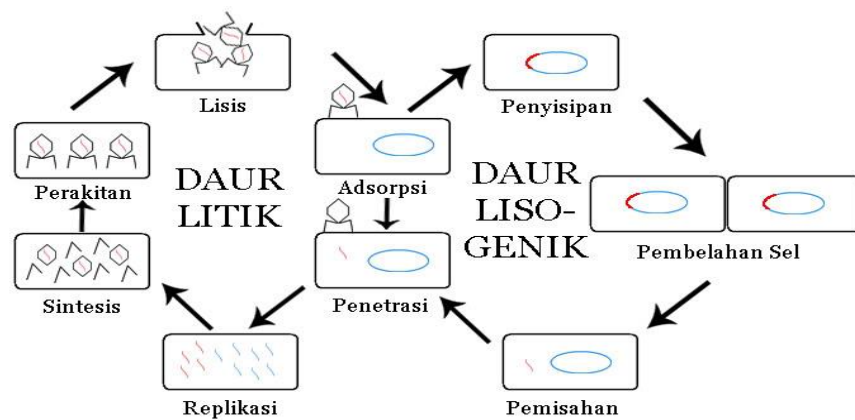 Lisis
Penyisipan
Perakitan
DAUR
LITIK
Adsorpsi
DAUR
LISO-
GENIK
Pembelahan Sel
Sintesis
Penetrasi
Replikasi
Pemisahan